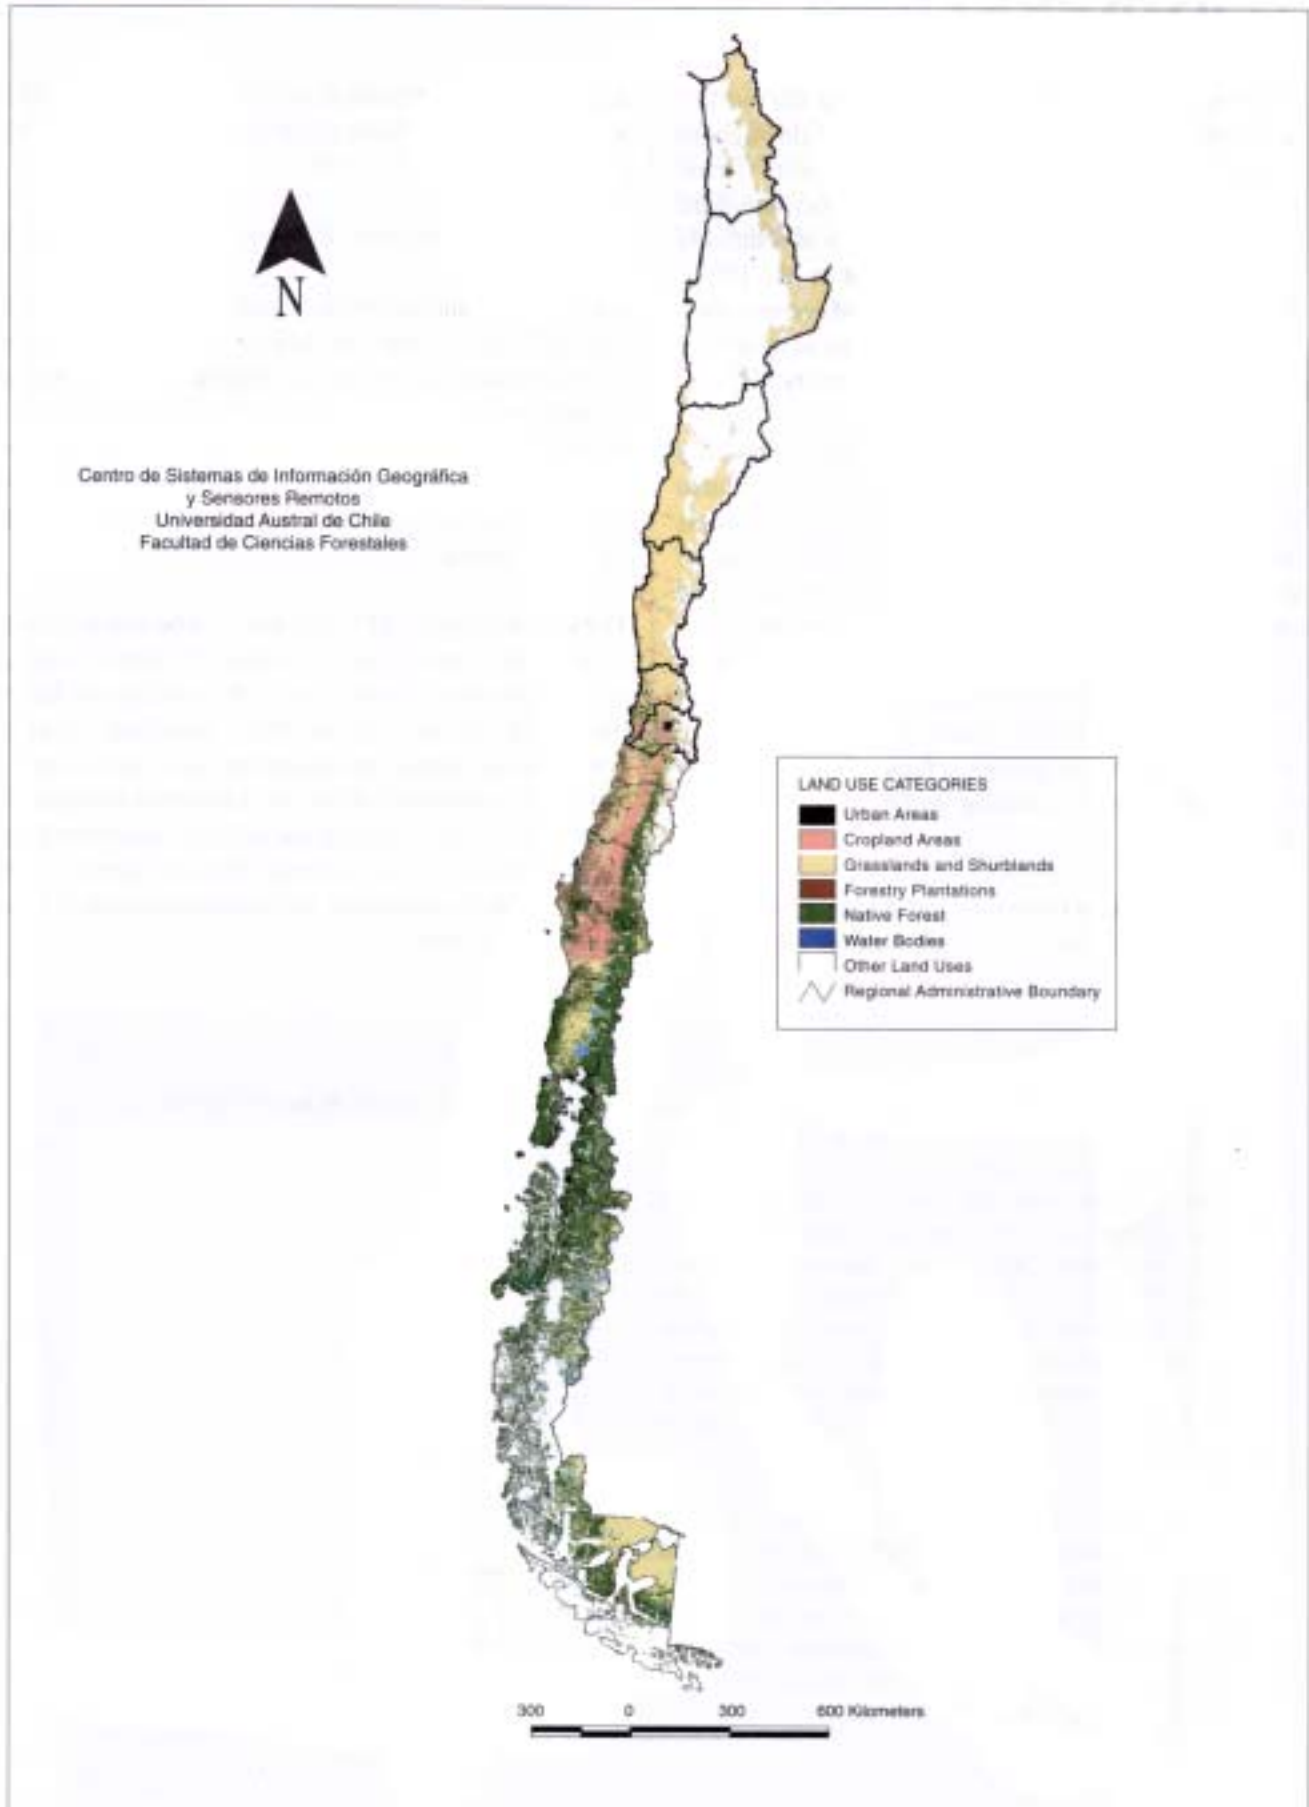 N
Centro de Sistemas de Información Geográfica
y Sensores Remotos
Universidad Austral de Chile
Facultad de Ciencias Forestales
LAND USE CATEGORIES
Urban Areas
Cropland Areas
Grasslands and Shurblands
Forestry Plantations
Native Forest
Water Bodies
Other Land Uses
Regional Administrative Boundary
300 0 300 600 Kilometers